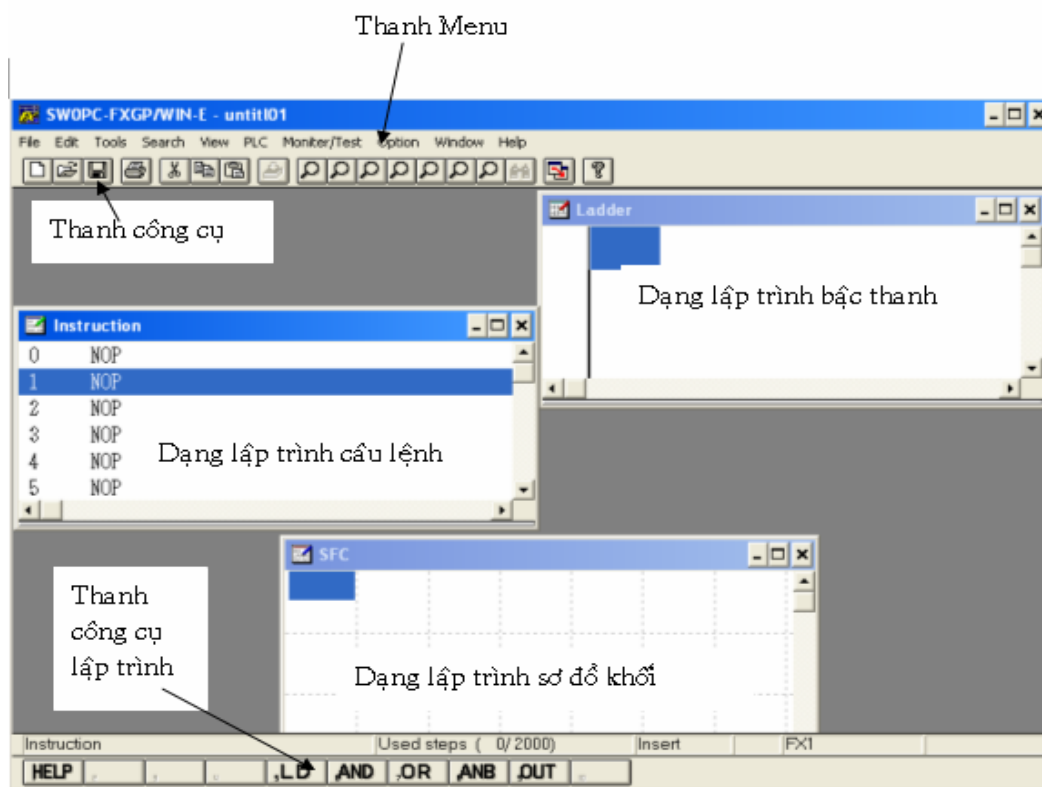 Thanh Menu
SWOPC-FXGP/WIN-E - untitl01
File Edit Tools Search View PLC Moniter/Test Option Window Help
Thanh công cụ
Ladder
Dạng lập trình bậc thanh
Instruction
0 NOP
1 NOP
2 NOP
3 NOP
4 NOP
5 NOP
Dạng lập trình câu lệnh
SFC
Dạng lập trình sơ đồ khối
Thanh
công cụ
lập trình
Instruction Used steps ( 0/2000) Insert FX1
HELP LD AND OR ANB OUT